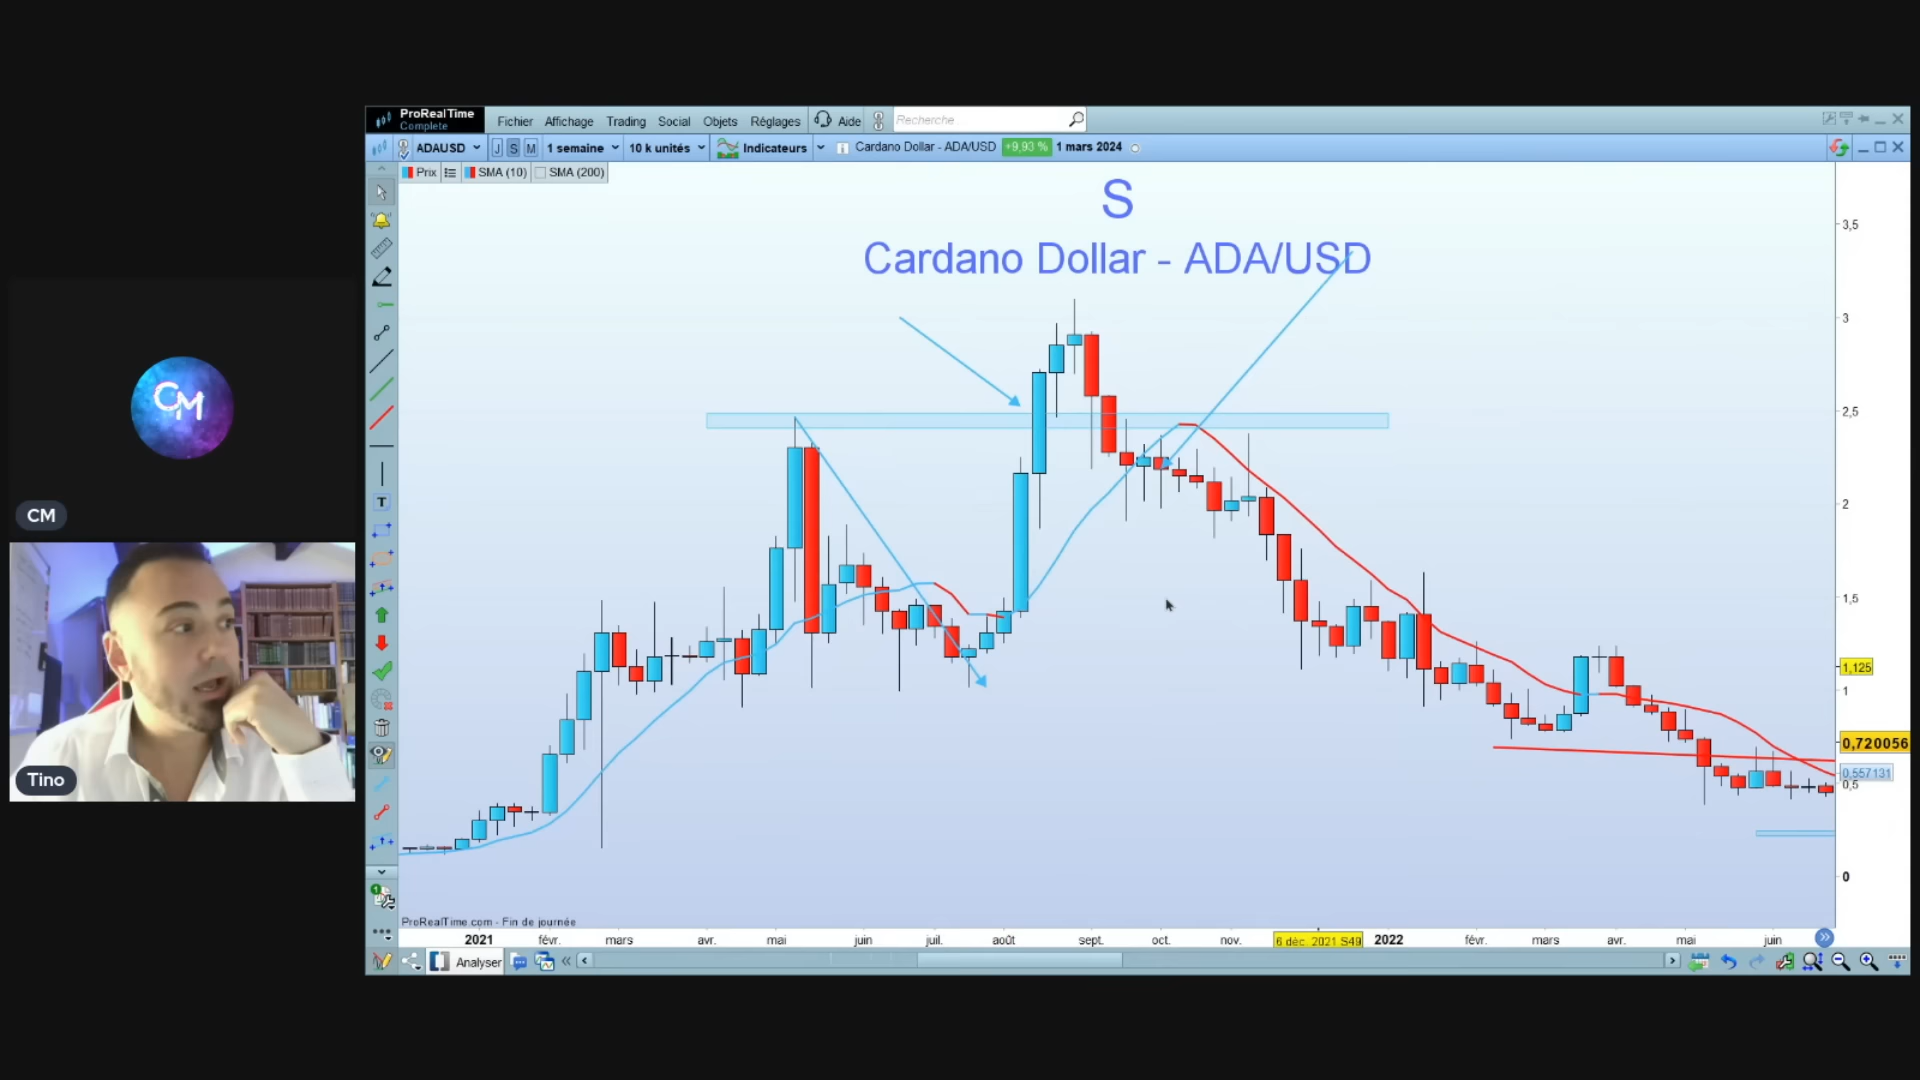 ProRealTime
Complete
Fichier Affichage Trading Social Objets Réglages Aide Recherche
ADAUSD J S M 1 semaine 10 k unités Indicateurs Cardano Dollar - ADA/USD +9,93 % 1 mars 2024
Prix SMA (10) SMA (200)
S
Cardano Dollar - ADA/USD
3,5
3
2,5
2
1,5
1,125
1
0,720056
0,557131
0,5
0
CM
CM
Tino
T
1
ProRealTime.com - Fin de journée
2021 févr. mars avr. mai juin juil. août sept. oct. nov. 6 déc. 2021 S49 2022 févr. mars avr. mai juin
Analyser